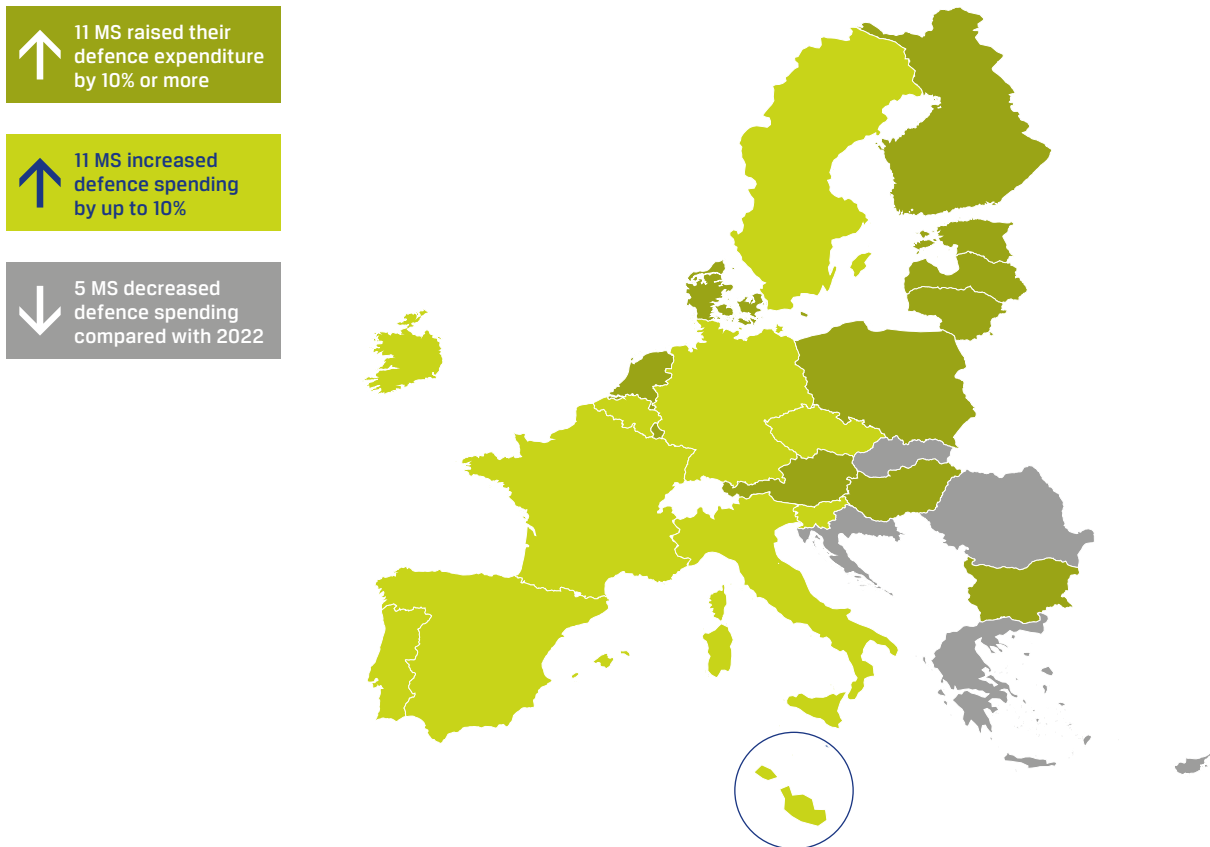 11 MS raised their
defence expenditure
by 10% or more
11 MS increased
defence spending
by up to 10%
5 MS decreased
defence spending
compared with 2022